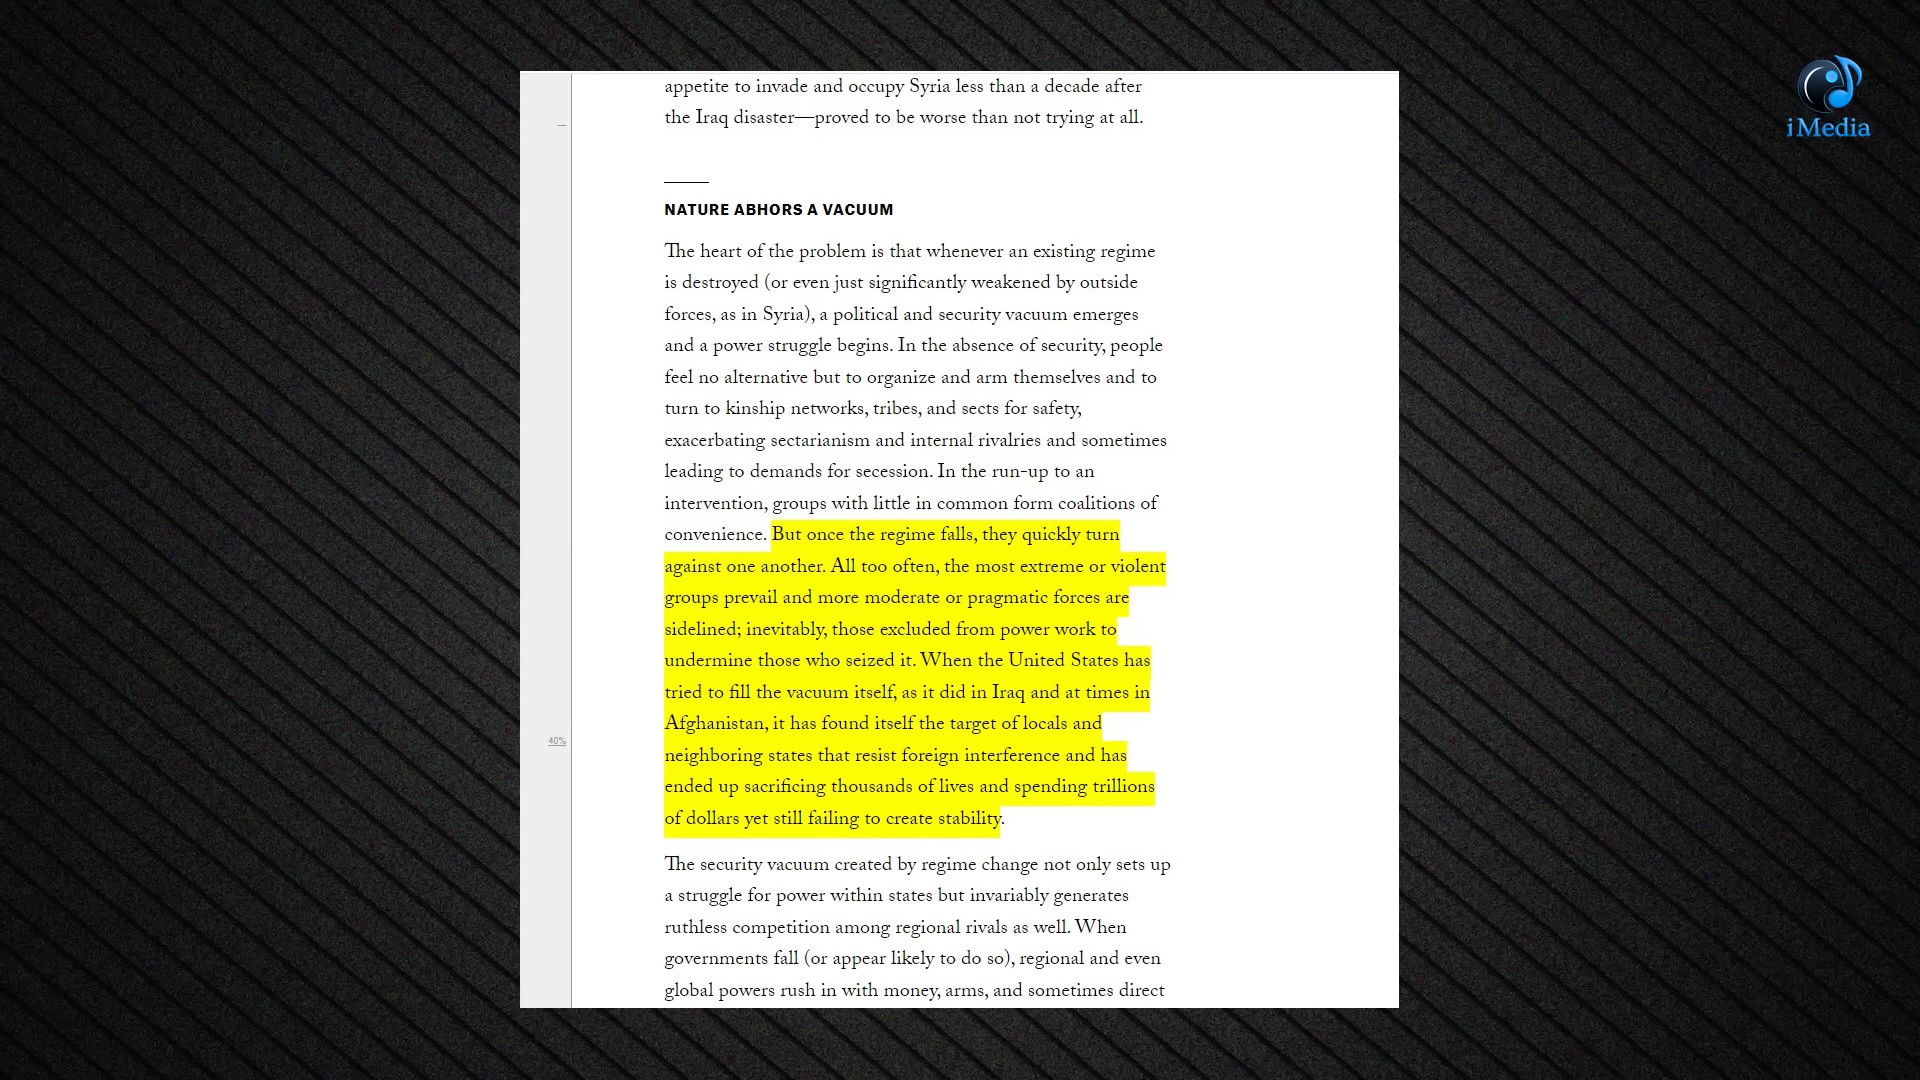 appetite to invade and occupy Syria less than a decade after
the Iraq disaster—proved to be worse than not trying at all.
NATURE ABHORS A VACUUM
The heart of the problem is that whenever an existing regime
is destroyed (or even just significantly weakened by outside
forces, as in Syria), a political and security vacuum emerges
and a power struggle begins. In the absence of security, people
feel no alternative but to organize and arm themselves and to
turn to kinship networks, tribes, and sects for safety,
exacerbating sectarianism and internal rivalries and sometimes
leading to demands for secession. In the run-up to an
intervention, groups with little in common form coalitions of
convenience. But once the regime falls, they quickly turn
against one another. All too often, the most extreme or violent
groups prevail and more moderate or pragmatic forces are
sidelined; inevitably, those excluded from power work to
undermine those who seized it. When the United States has
tried to fill the vacuum itself, as it did in Iraq and at times in
Afghanistan, it has found itself the target of locals and
neighboring states that resist foreign interference and has
ended up sacrificing thousands of lives and spending trillions
of dollars yet still failing to create stability.
The security vacuum created by regime change not only sets up
a struggle for power within states but invariably generates
ruthless competition among regional rivals as well. When
governments fall (or appear likely to do so), regional and even
global powers rush in with money, arms, and sometimes direct
40%
iMedia